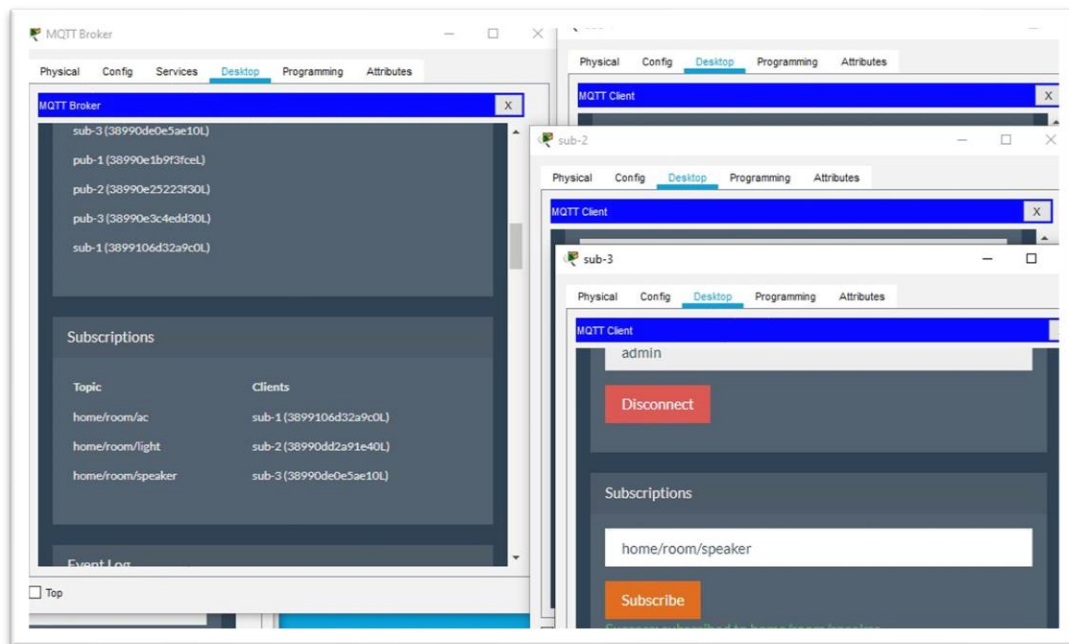 MQTT Broker
Physical Config Services Desktop Programming Attributes
MQTT Broker X
sub-3 (38990de0e5ae10L)
pub-1 (38990e1b9f3fceL)
pub-2 (38990e25223f30L)
pub-3 (38990e3c4edd30L)
sub-1 (3899106d32a9c0L)
Subscriptions
Topic Clients
home/room/ac sub-1 (3899106d32a9c0L)
home/room/light sub-2 (38990dd2a91e40L)
home/room/speaker sub-3 (38990de0e5ae10L)
Event Log
Top
Physical Config Desktop Programming Attributes
MQTT Client X
sub-2
Physical Config Desktop Programming Attributes
MQTT Client X
sub-3
Physical Config Desktop Programming Attributes
MQTT Client
admin
Disconnect
Subscriptions
home/room/speaker
Subscribe